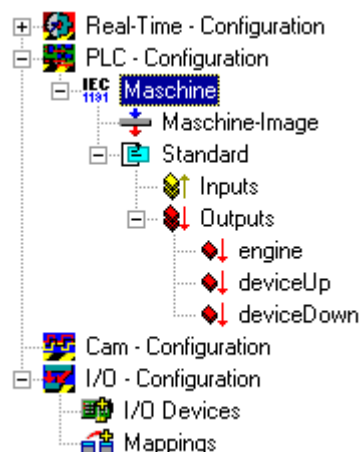 Real-Time - Configuration
PLC - Configuration
IEC 1131 Maschine
Maschine-Image
Standard
Inputs
Outputs
engine
deviceUp
deviceDown
Cam - Configuration
I/O - Configuration
I/O Devices
Mappings